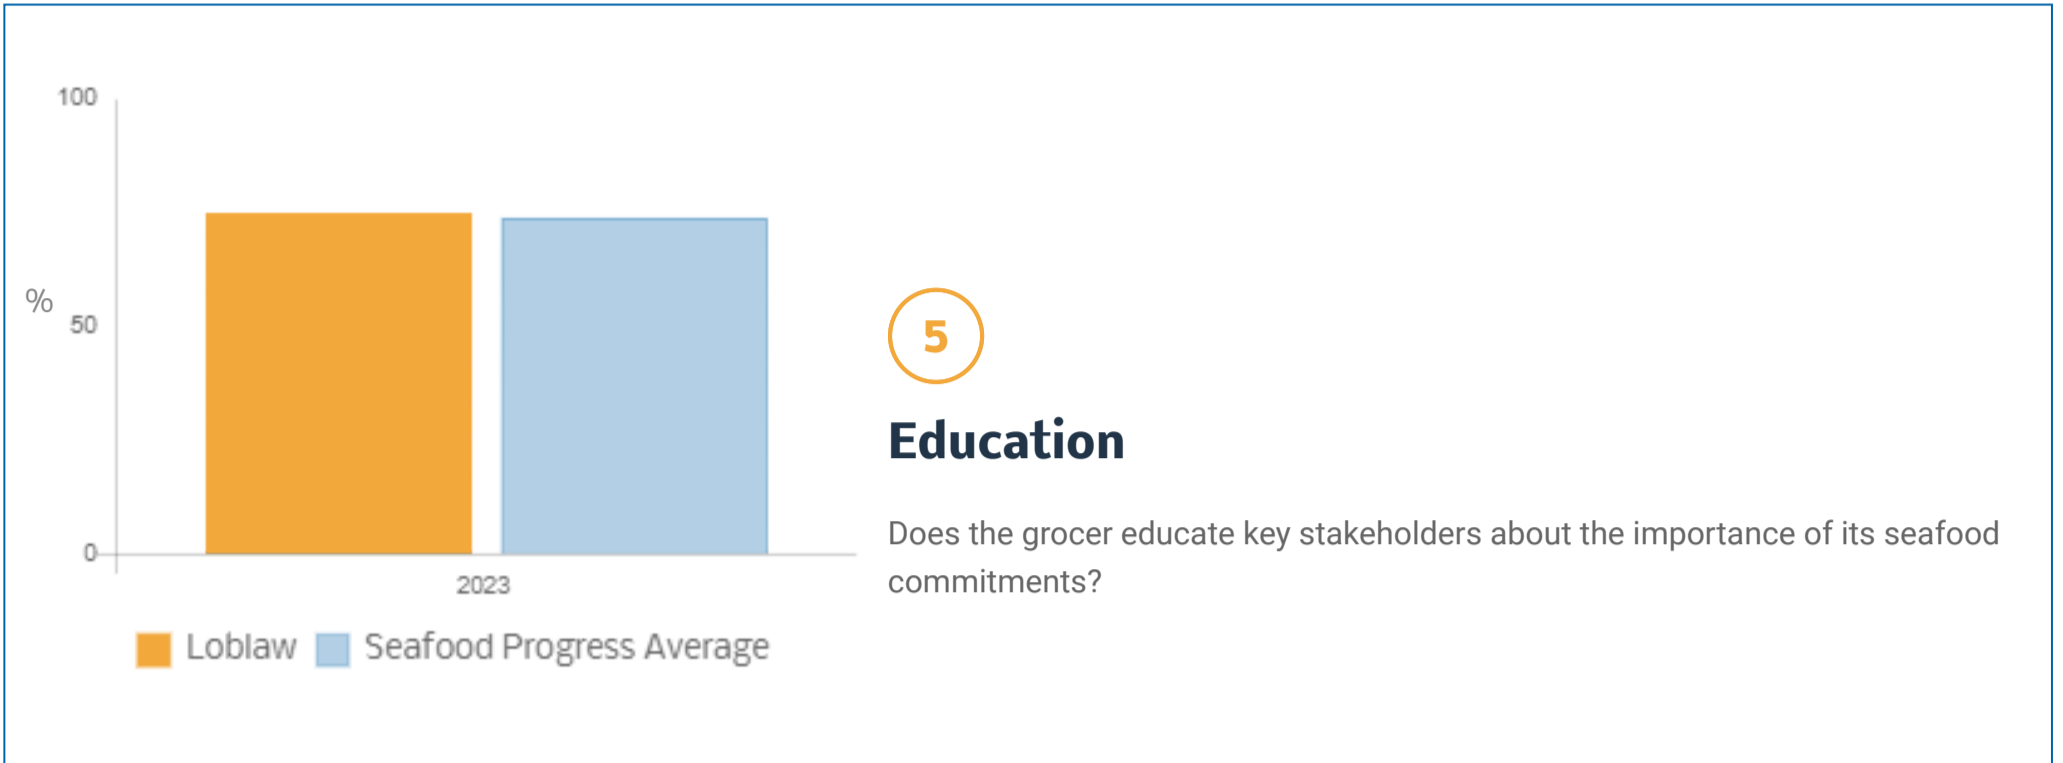 100
%
50
0
2023
Loblaw
Seafood Progress Average
5
Education
Does the grocer educate key stakeholders about the importance of its seafood
commitments?